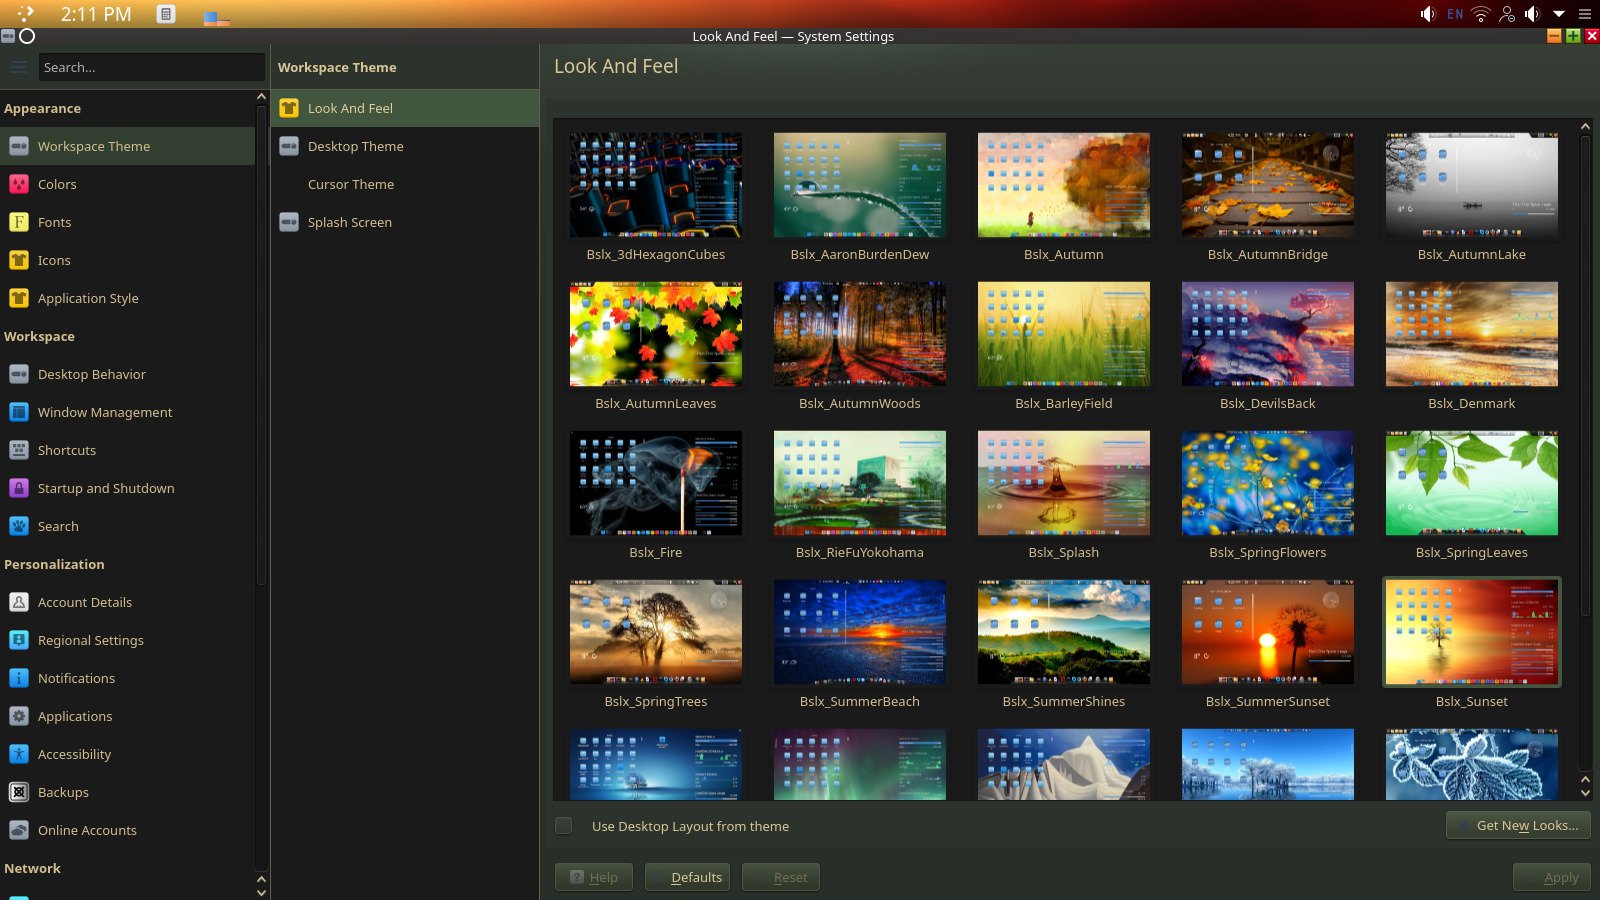 2:11 PM
EN
Look And Feel — System Settings
Search...
Workspace Theme
Look And Feel
Appearance
Workspace Theme
Colors
Fonts
Icons
Application Style
Workspace
Desktop Behavior
Window Management
Shortcuts
Startup and Shutdown
Search
Personalization
Account Details
Regional Settings
Notifications
Applications
Accessibility
Backups
Online Accounts
Network
Look And Feel
Desktop Theme
Cursor Theme
Splash Screen
Bslx_3dHexagonCubes
Bslx_AaronBurdenDew
Bslx_Autumn
Bslx_AutumnBridge
Bslx_AutumnLake
Bslx_AutumnLeaves
Bslx_AutumnWoods
Bslx_BarleyField
Bslx_DevilsBack
Bslx_Denmark
Bslx_Fire
Bslx_RieFuYokohama
Bslx_Splash
Bslx_SpringFlowers
Bslx_SpringLeaves
Bslx_SpringTrees
Bslx_SummerBeach
Bslx_SummerShines
Bslx_SummerSunset
Bslx_Sunset
Use Desktop Layout from theme
Get New Looks...
Help
Defaults
Reset
Apply